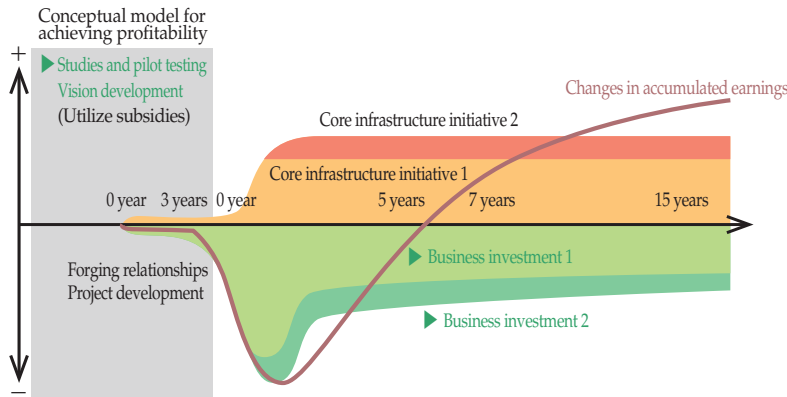 Conceptual model for
achieving profitability
+
Studies and pilot testing
Vision development
(Utilize subsidies)
Changes in accumulated earnings
Core infrastructure initiative 2
Core infrastructure initiative 1
0 year 3 years 0 year 5 years 7 years 15 years
Business investment 1
Forging relationships
Project development
Business investment 2
−